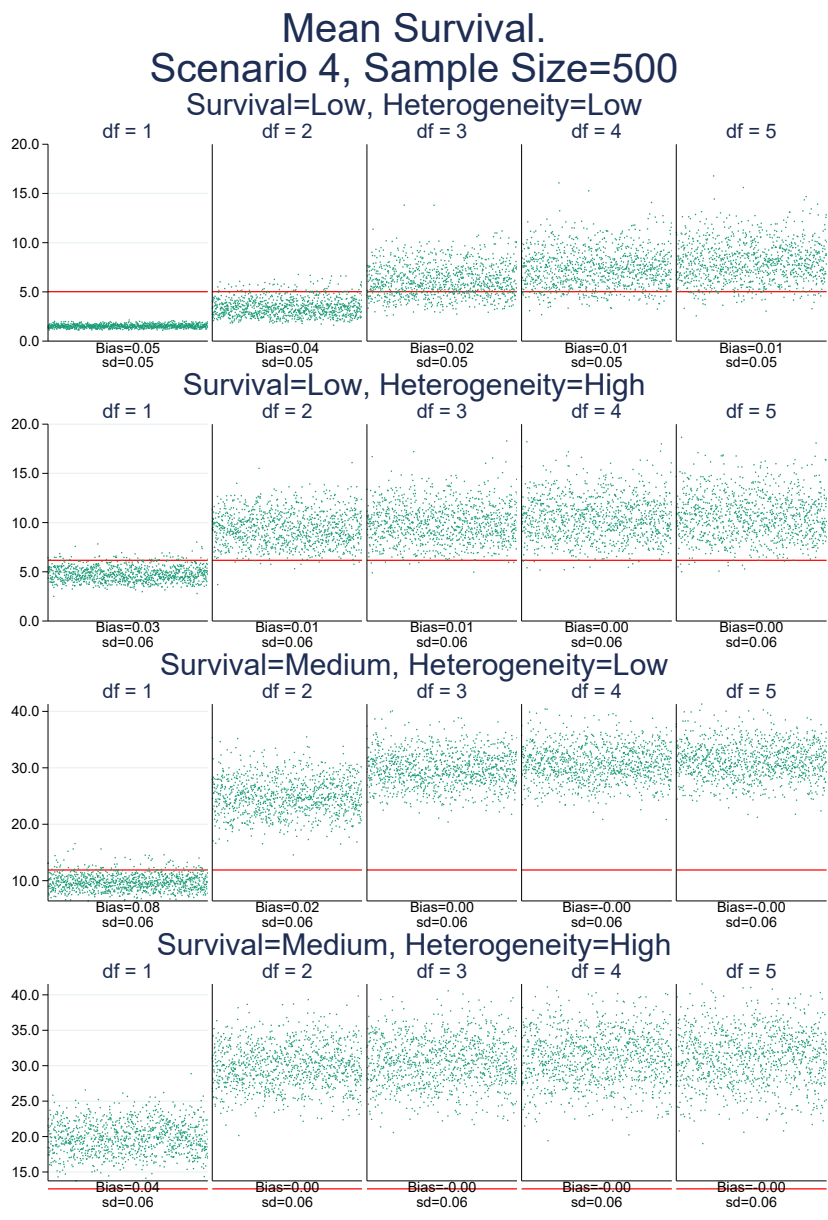 Mean Survival.
Scenario 4, Sample Size=500
Survival=Low, Heterogeneity=Low
df = 1 df = 2 df = 3 df = 4 df = 5
20.0
15.0
10.0
5.0
0.0
Bias=0.05 Bias=0.04 Bias=0.02 Bias=0.01 Bias=0.01
sd=0.05 sd=0.05 sd=0.05 sd=0.05 sd=0.05
Survival=Low, Heterogeneity=High
df = 1 df = 2 df = 3 df = 4 df = 5
20.0
15.0
10.0
5.0
0.0
Bias=0.03 Bias=0.01 Bias=0.01 Bias=0.00 Bias=0.00
sd=0.06 sd=0.06 sd=0.06 sd=0.06 sd=0.06
Survival=Medium, Heterogeneity=Low
df = 1 df = 2 df = 3 df = 4 df = 5
40.0
30.0
20.0
10.0
Bias=0.08 Bias=0.02 Bias=0.00 Bias=-0.00 Bias=-0.00
sd=0.06 sd=0.06 sd=0.06 sd=0.06 sd=0.06
Survival=Medium, Heterogeneity=High
df = 1 df = 2 df = 3 df = 4 df = 5
40.0
35.0
30.0
25.0
20.0
15.0
Bias=0.04 Bias=0.00 Bias=-0.00 Bias=-0.00 Bias=-0.00
sd=0.06 sd=0.06 sd=0.06 sd=0.06 sd=0.06